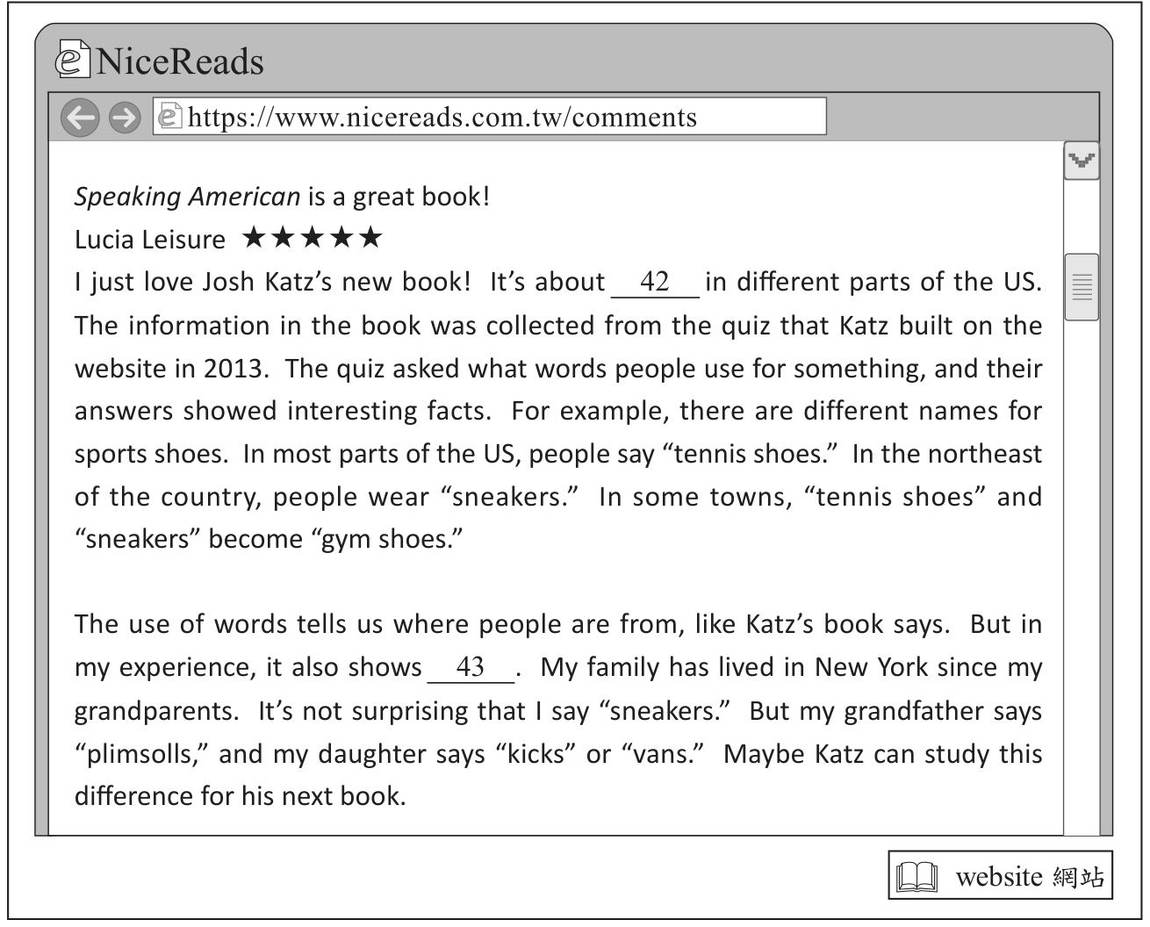 NiceReads
https://www.nicereads.com.tw/comments
Speaking American is a great book!
Lucia Leisure ★★★★★
I just love Josh Katz’s new book! It’s about 42 in different parts of the US.
The information in the book was collected from the quiz that Katz built on the
website in 2013. The quiz asked what words people use for something, and their
answers showed interesting facts. For example, there are different names for
sports shoes. In most parts of the US, people say “tennis shoes.” In the northeast
of the country, people wear “sneakers.” In some towns, “tennis shoes” and
“sneakers” become “gym shoes.”
The use of words tells us where people are from, like Katz’s book says. But in
my experience, it also shows 43 . My family has lived in New York since my
grandparents. It’s not surprising that I say “sneakers.” But my grandfather says
“plimsolls,” and my daughter says “kicks” or “vans.” Maybe Katz can study this
difference for his next book.
website 網站